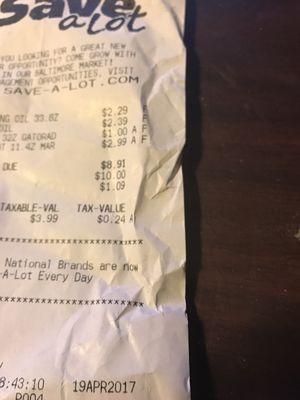 save
a lot
YOU LOOKING FOR A GREAT NEW
OPPORTUNITY? COME GROW WITH
IN OUR BALTIMORE MARKET!
AGEMENT OPPORTUNITIES, VISIT
SAVE-A-LOT.COM
NG OIL 33.8Z $2.29 F
OIL $2.39 F
32Z GATORAD $1.00 A F
OT 11.4Z MAR $2.99 A F
DUE $8.91
$10.00
$1.09
TAXABLE-VAL TAX-VALUE
$3.99 $0.24 A
National Brands are now
-A-Lot Every Day
8:43:10 19APR2017
P004